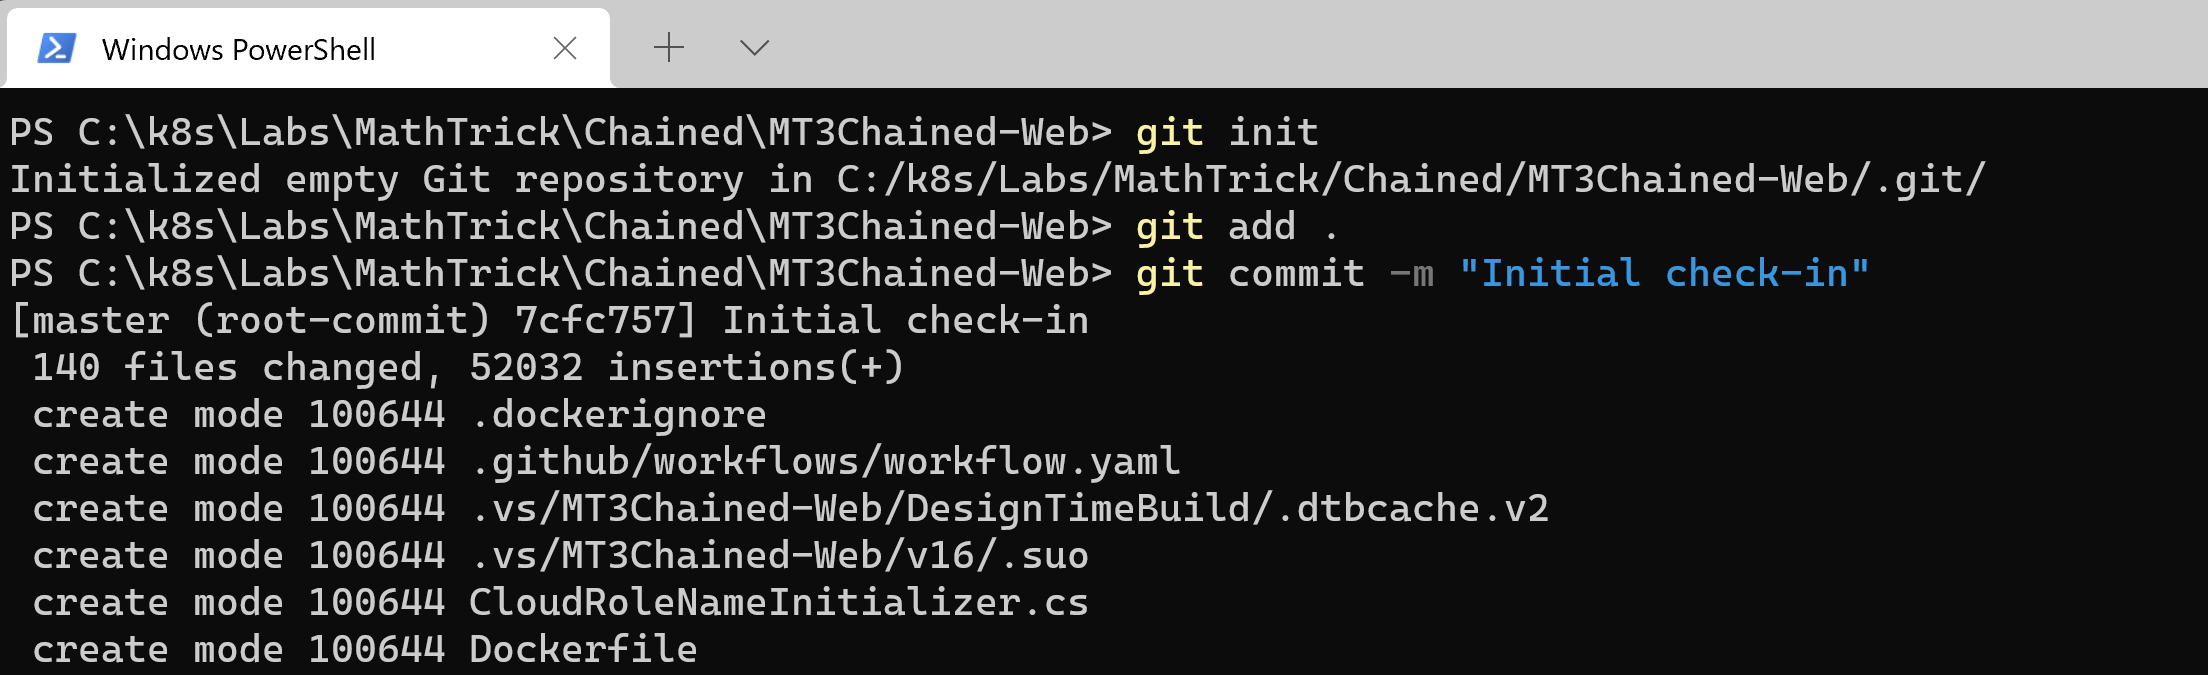 Windows PowerShell
PS C:\k8s\Labs\MathTrick\Chained\MT3Chained-Web> git init
Initialized empty Git repository in C:/k8s/Labs/MathTrick/Chained/MT3Chained-Web/.git/
PS C:\k8s\Labs\MathTrick\Chained\MT3Chained-Web> git add .
PS C:\k8s\Labs\MathTrick\Chained\MT3Chained-Web> git commit -m "Initial check-in"
[master (root-commit) 7cfc757] Initial check-in
 140 files changed, 52032 insertions(+)
 create mode 100644 .dockerignore
 create mode 100644 .github/workflows/workflow.yaml
 create mode 100644 .vs/MT3Chained-Web/DesignTimeBuild/.dtbcache.v2
 create mode 100644 .vs/MT3Chained-Web/v16/.suo
 create mode 100644 CloudRoleNameInitializer.cs
 create mode 100644 Dockerfile